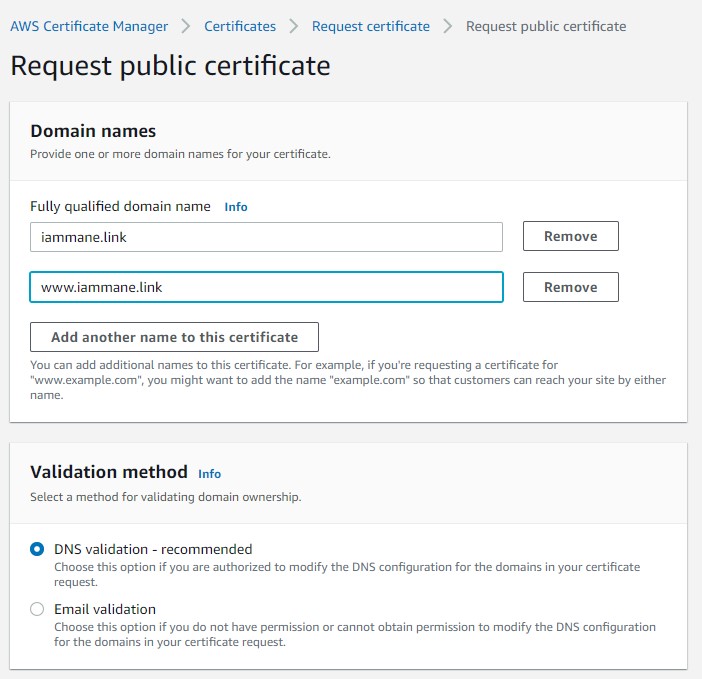 AWS Certificate Manager > Certificates > Request certificate > Request public certificate
Request public certificate
Domain names
Provide one or more domain names for your certificate.
Fully qualified domain name Info
iammane.link Remove
www.iammane.link Remove
Add another name to this certificate
You can add additional names to this certificate. For example, if you're requesting a certificate for
"www.example.com", you might want to add the name "example.com" so that customers can reach your site by either
name.
Validation method Info
Select a method for validating domain ownership.
DNS validation - recommended
Choose this option if you are authorized to modify the DNS configuration for the domains in your certificate
request.
Email validation
Choose this option if you do not have permission or cannot obtain permission to modify the DNS configuration
for the domains in your certificate request.